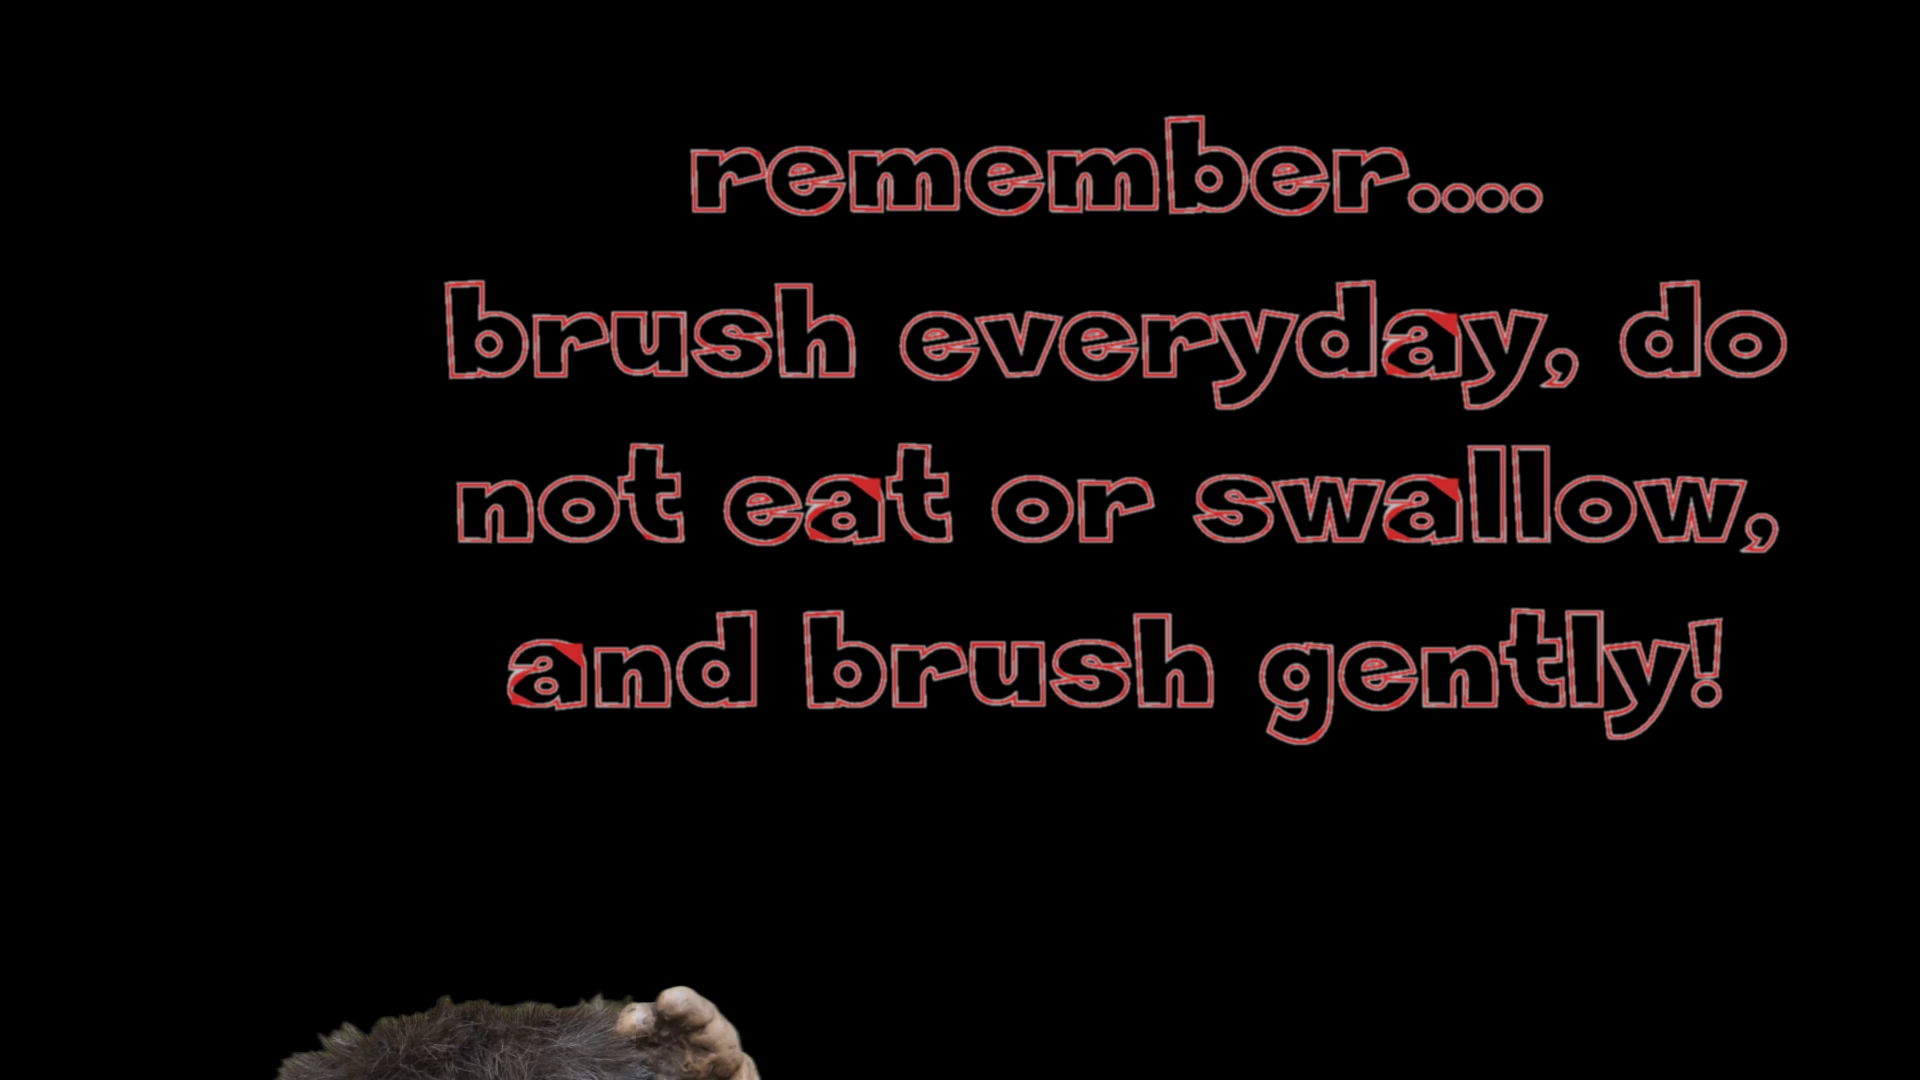 remember....
brush everyday, do
not eat or swallow,
and brush gently!